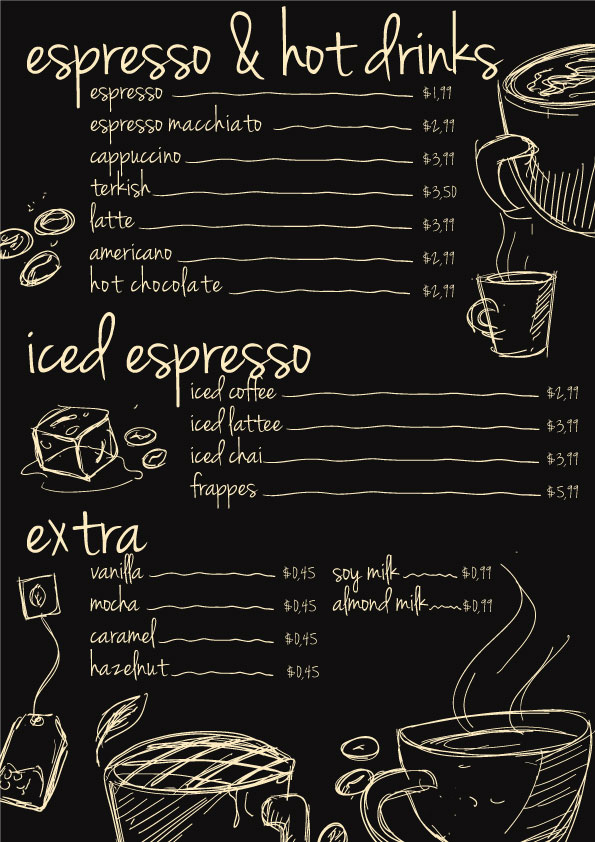 espresso & hot drinks
espresso $1,99
espresso macchiato $2,99
cappuccino $3,99
terkish $3,50
latte $3,99
americano $2,99
hot chocolate $2,99
iced espresso
iced coffee $2,99
iced lattee $3,99
iced chai $3,99
frappes $5,99
extra
vanilla $0,45 soy milk $0,99
mocha $0,45 almond milk $0,99
caramel $0,45
hazelnut $0,45